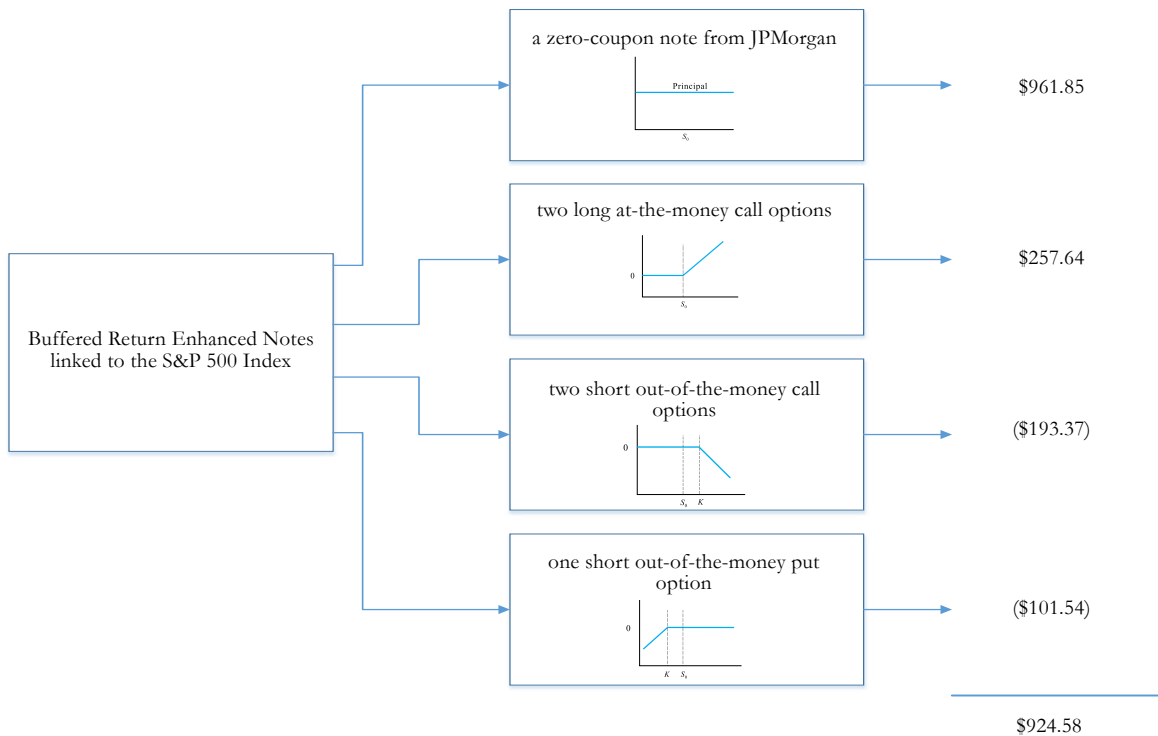 a zero-coupon note from JPMorgan
Principal
S₀
$961.85
two long at-the-money call options
0
S₀
$257.64
Buffered Return Enhanced Notes
linked to the S&P 500 Index
two short out-of-the-money call
options
0
S₀ K
($193.37)
one short out-of-the-money put
option
0
K S₀
($101.54)
$924.58